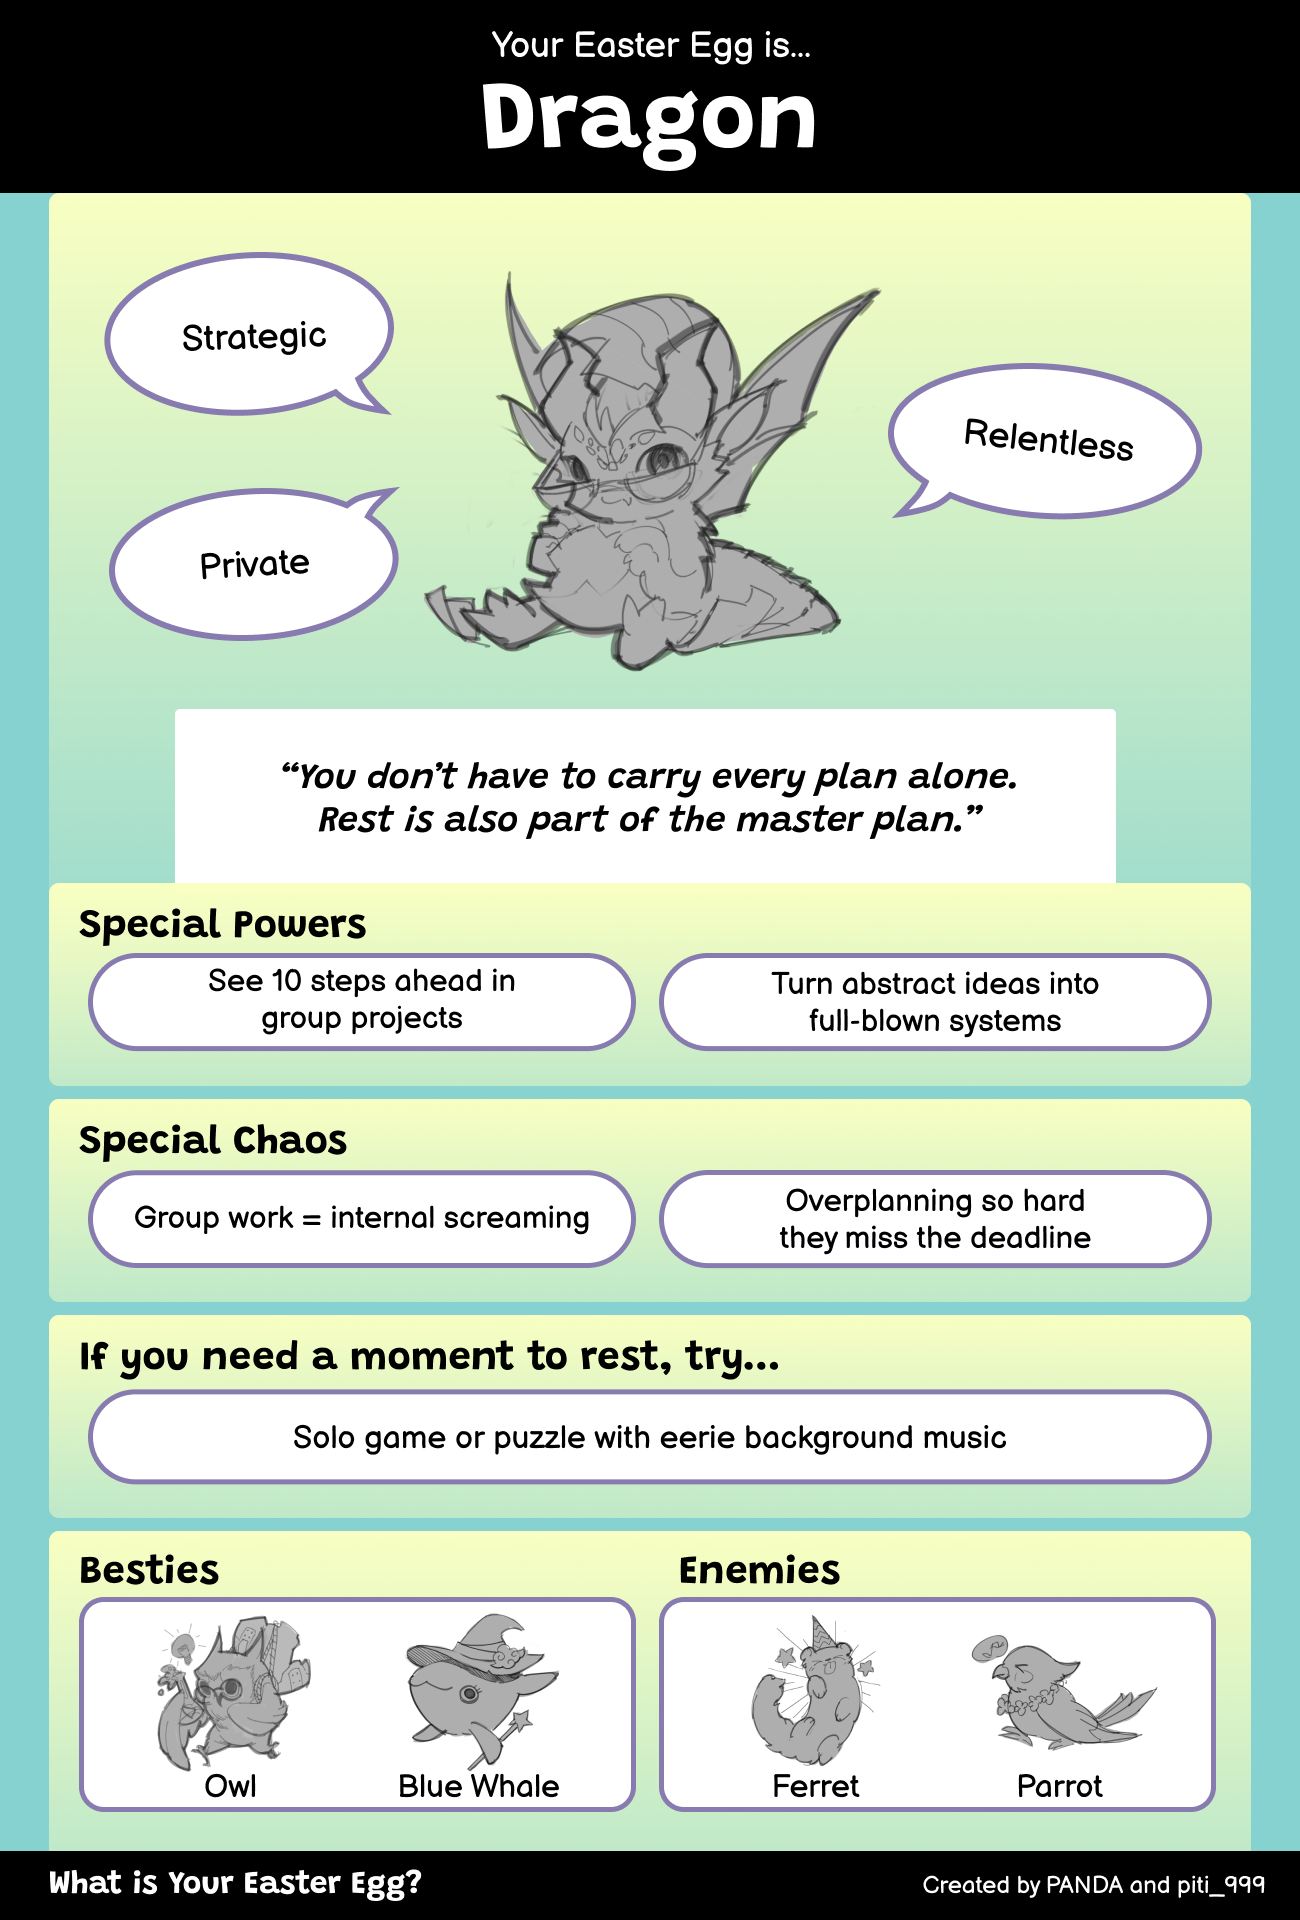 Your Easter Egg is...
Dragon
Strategic
Relentless
Private
“You don’t have to carry every plan alone.
Rest is also part of the master plan.”
Special Powers
See 10 steps ahead in
group projects
Turn abstract ideas into
full-blown systems
Special Chaos
Group work = internal screaming
Overplanning so hard
they miss the deadline
If you need a moment to rest, try...
Solo game or puzzle with eerie background music
Besties
Owl
Blue Whale
Enemies
Ferret
Parrot
What is Your Easter Egg?
Created by PANDA and piti_999